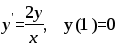 y' = 2y/x,   y(1)=0